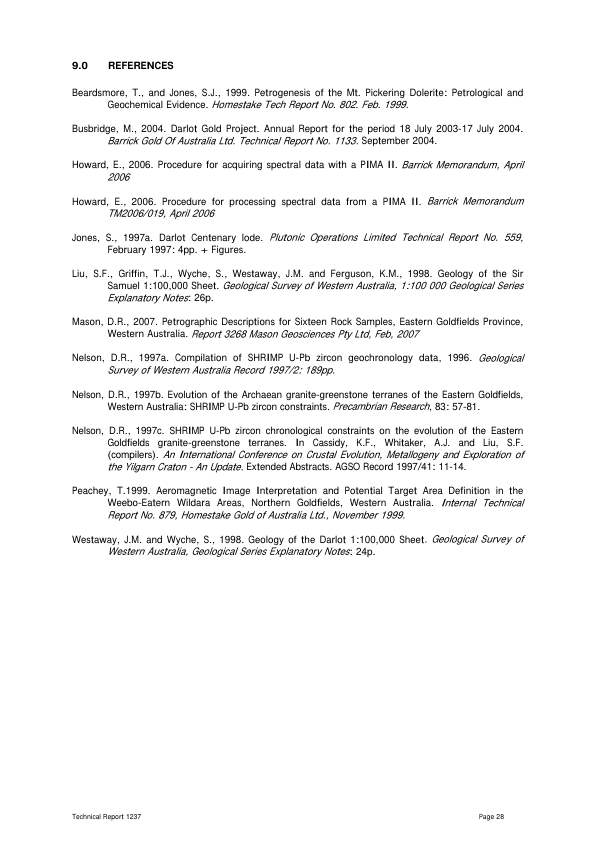 9.0 REFERENCES
Beardsmore, T., and Jones, S.J., 1999. Petrogenesis of the Mt. Pickering Dolerite: Petrological and
Geochemical Evidence. Homestake Tech Report No. 802. Feb. 1999.
Busbridge, M., 2004. Darlot Gold Project. Annual Report for the period 18 July 2003-17 July 2004.
Barrick Gold Of Australia Ltd. Technical Report No. 1133. September 2004.
Howard, E., 2006. Procedure for acquiring spectral data with a PIMA II. Barrick Memorandum, April
2006
Howard, E., 2006. Procedure for processing spectral data from a PIMA II. Barrick Memorandum
TM2006/019, April 2006
Jones, S., 1997a. Darlot Centenary lode. Plutonic Operations Limited Technical Report No. 559,
February 1997: 4pp. + Figures.
Liu, S.F., Griffin, T.J., Wyche, S., Westaway, J.M. and Ferguson, K.M., 1998. Geology of the Sir
Samuel 1:100,000 Sheet. Geological Survey of Western Australia, 1:100 000 Geological Series
Explanatory Notes: 26p.
Mason, D.R., 2007. Petrographic Descriptions for Sixteen Rock Samples, Eastern Goldfields Province,
Western Australia. Report 3268 Mason Geosciences Pty Ltd, Feb, 2007
Nelson, D.R., 1997a. Compilation of SHRIMP U-Pb zircon geochronology data, 1996. Geological
Survey of Western Australia Record 1997/2: 189pp.
Nelson, D.R., 1997b. Evolution of the Archaean granite-greenstone terranes of the Eastern Goldfields,
Western Australia: SHRIMP U-Pb zircon constraints. Precambrian Research, 83: 57-81.
Nelson, D.R., 1997c. SHRIMP U-Pb zircon chronological constraints on the evolution of the Eastern
Goldfields granite-greenstone terranes. In Cassidy, K.F., Whitaker, A.J. and Liu, S.F.
(compilers). An International Conference on Crustal Evolution, Metallogeny and Exploration of
the Yilgarn Craton - An Update. Extended Abstracts. AGSO Record 1997/41: 11-14.
Peachey, T.1999. Aeromagnetic Image Interpretation and Potential Target Area Definition in the
Weebo-Eatern Wildara Areas, Northern Goldfields, Western Australia. Internal Technical
Report No. 879, Homestake Gold of Australia Ltd., November 1999.
Westaway, J.M. and Wyche, S., 1998. Geology of the Darlot 1:100,000 Sheet. Geological Survey of
Western Australia, Geological Series Explanatory Notes: 24p.
Technical Report 1237 Page 28